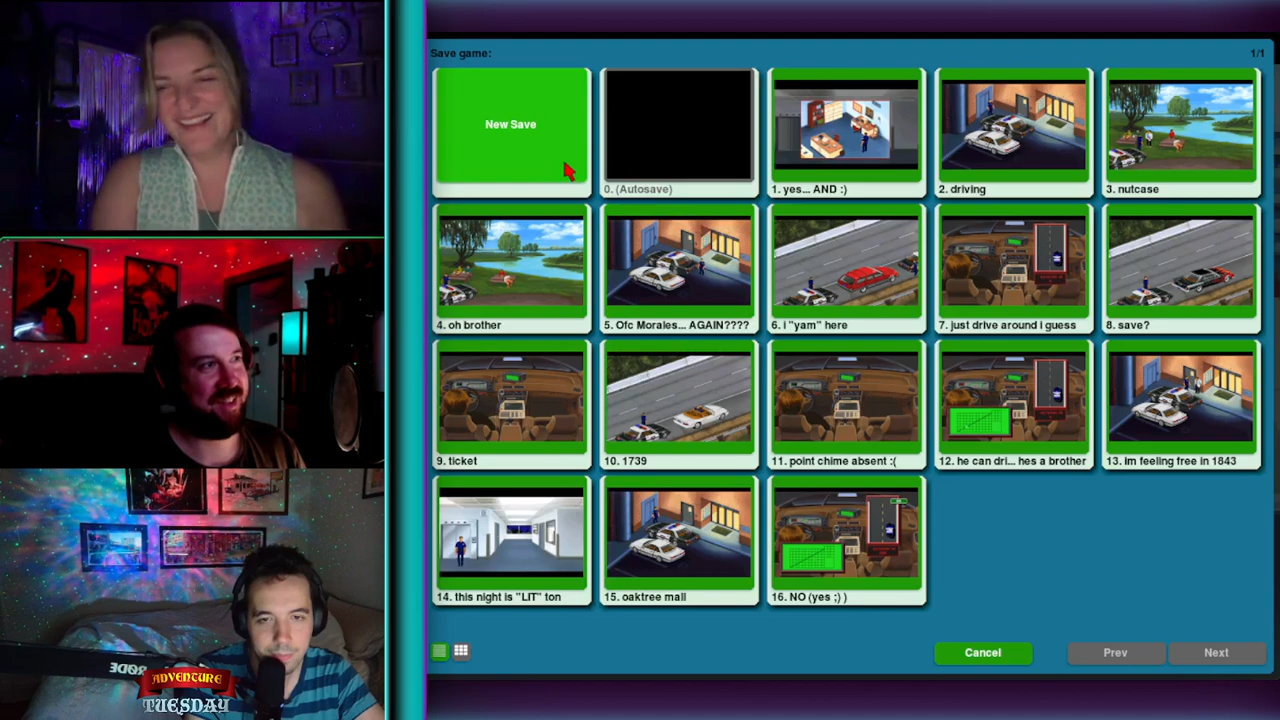 Save game:
1/1
New Save
0. (Autosave)
1. yes... AND :)
2. driving
3. nutcase
4. oh brother
5. Ofc Morales... AGAIN????
6. i "yam" here
7. just drive around i guess
8. save?
9. ticket
10. 1739
11. point chime absent :(
12. he can dri... hes a brother
13. im feeling free in 1843
14. this night is "LIT" ton
15. oaktree mall
16. NO (yes ;) )
Cancel
Prev
Next
RØDE
ADVENTURE
TUESDAY